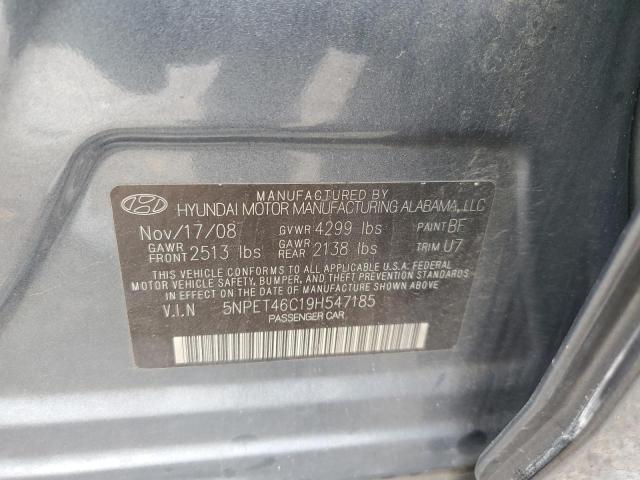 MANUFACTURED BY
HYUNDAI MOTOR MANUFACTURING ALABAMA, LLC
Nov/17/08 GVWR 4299 lbs PAINT BF
GAWR FRONT 2513 lbs GAWR REAR 2138 lbs TRIM U7
THIS VEHICLE CONFORMS TO ALL APPLICABLE U.S.A. FEDERAL
MOTOR VEHICLE SAFETY, BUMPER, AND THEFT PREVENTION STANDARDS
IN EFFECT ON THE DATE OF MANUFACTURE SHOWN ABOVE.
V.I.N 5NPET46C19H547185
PASSENGER CAR